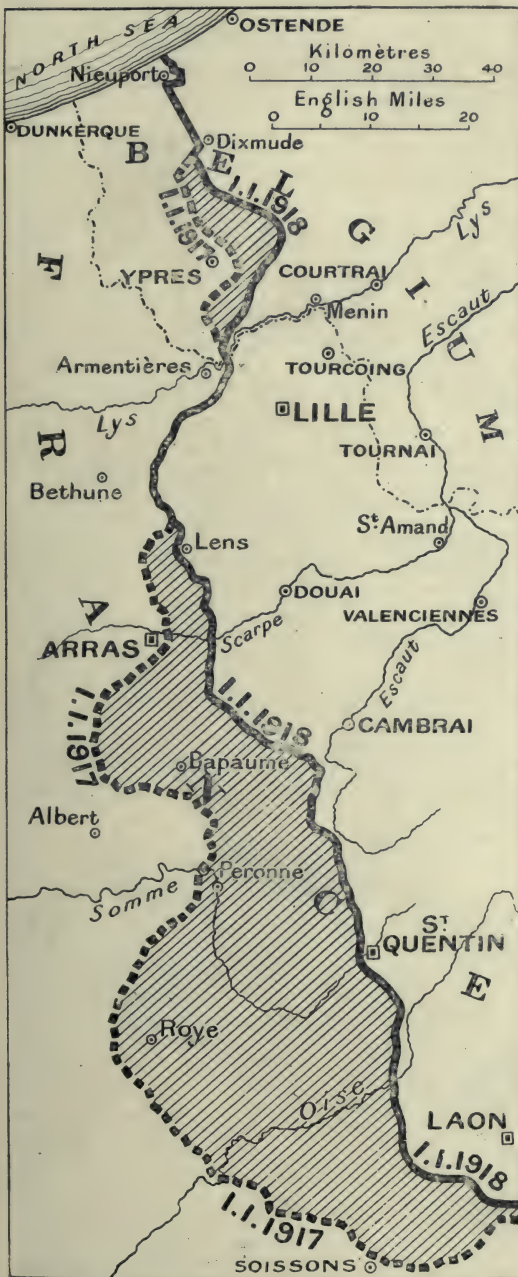 OSTENDE
NORTH SEA
Kilomètres
0 10 20 30 40
English Miles
0 10 20
Nieuport
DUNKERQUE
Dixmude
BELGIUM
1.1.1918
1.1.1917
YPRES
COURTRAI
Lys
Menin
Escaut
Armentières
TOURCOING
LILLE
Lys
TOURNAI
FRANCE
Bethune
St Amand
Lens
DOUAI
VALENCIENNES
ARRAS
Scarpe
Escaut
1.1.1918
CAMBRAI
1.1.1917
Bapaume
Albert
Peronne
Somme
ST QUENTIN
Roye
Oise
LAON
1.1.1918
1.1.1917
SOISSONS